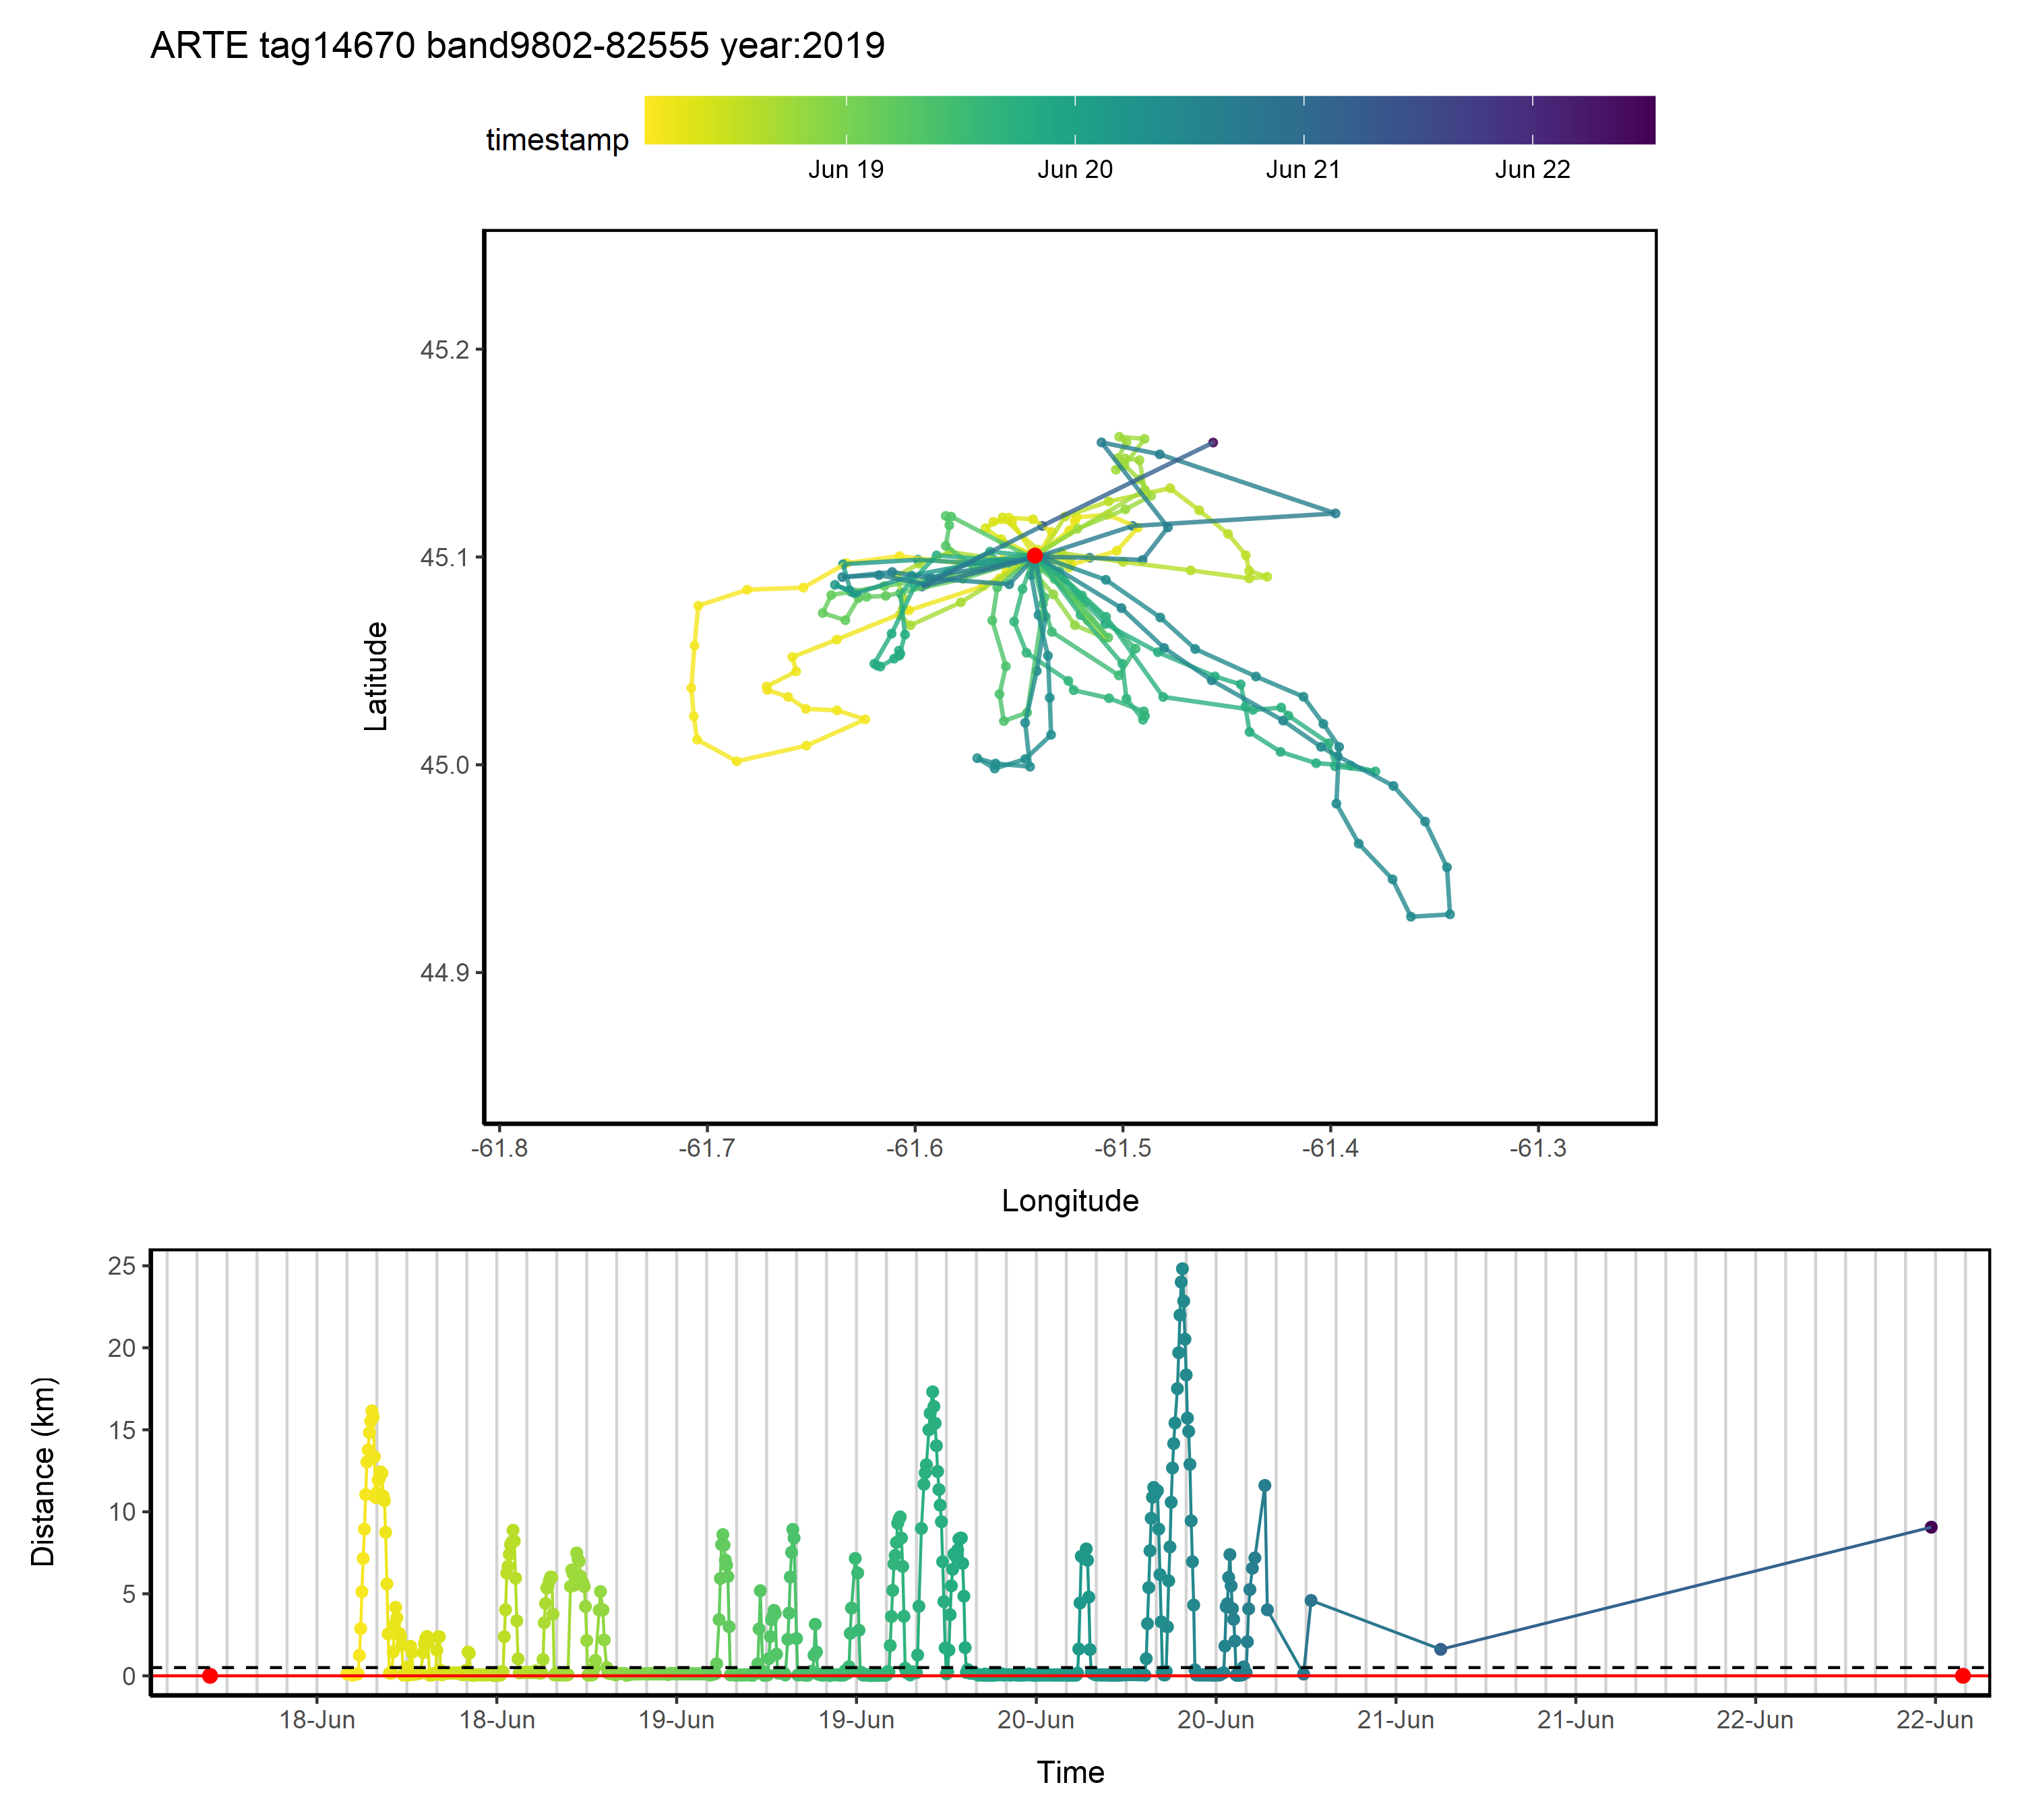 ARTE tag14670 band9802-82555 year:2019
timestamp
Jun 19 Jun 20 Jun 21 Jun 22
45.2
45.1
45.0
44.9
Latitude
-61.8 -61.7 -61.6 -61.5 -61.4 -61.3
Longitude
25
20
15
10
5
0
Distance (km)
18-Jun 18-Jun 19-Jun 19-Jun 20-Jun 20-Jun 21-Jun 21-Jun 22-Jun 22-Jun
Time